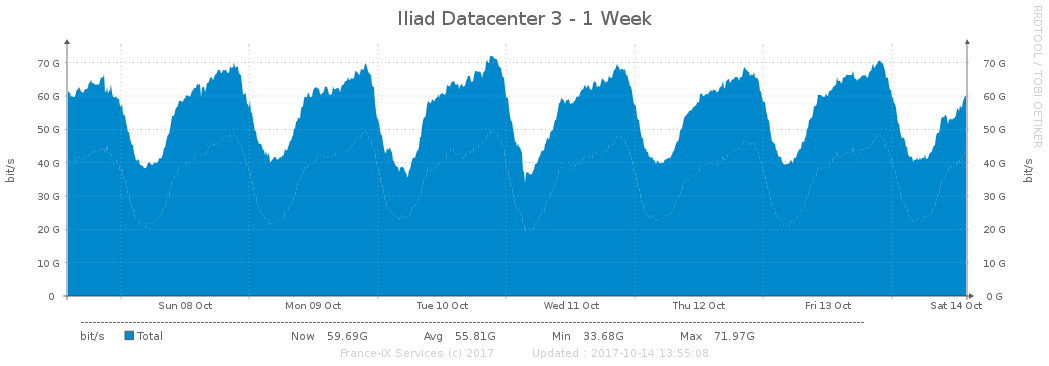 Iliad Datacenter 3 - 1 Week
RRDTOOL / TOBI OETIKER
bit/s
bit/s
70 G 70 G
60 G 60 G
50 G 50 G
40 G 40 G
30 G 30 G
20 G 20 G
10 G 10 G
0 0 G
Sun 08 Oct Mon 09 Oct Tue 10 Oct Wed 11 Oct Thu 12 Oct Fri 13 Oct Sat 14 Oct
bit/s Total Now 59.69G Avg 55.81G Min 33.68G Max 71.97G
France-IX Services (c) 2017 Updated : 2017-10-14 13:55:08